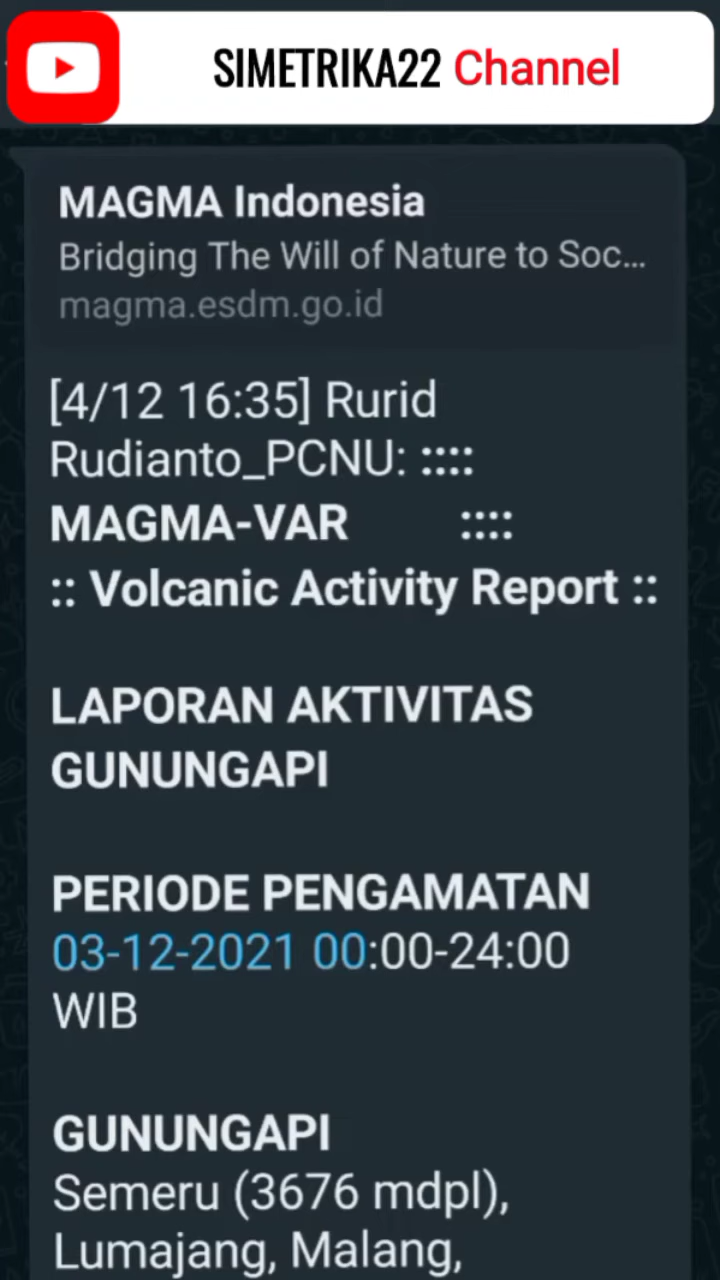 SIMETRIKA22 Channel
MAGMA Indonesia
Bridging The Will of Nature to Soc...
magma.esdm.go.id
[4/12 16:35] Rurid
Rudianto_PCNU: ::::
MAGMA-VAR ::::
:: Volcanic Activity Report ::
LAPORAN AKTIVITAS
GUNUNGAPI
PERIODE PENGAMATAN
03-12-2021 00:00-24:00
WIB
GUNUNGAPI
Semeru (3676 mdpl),
Lumajang, Malang,